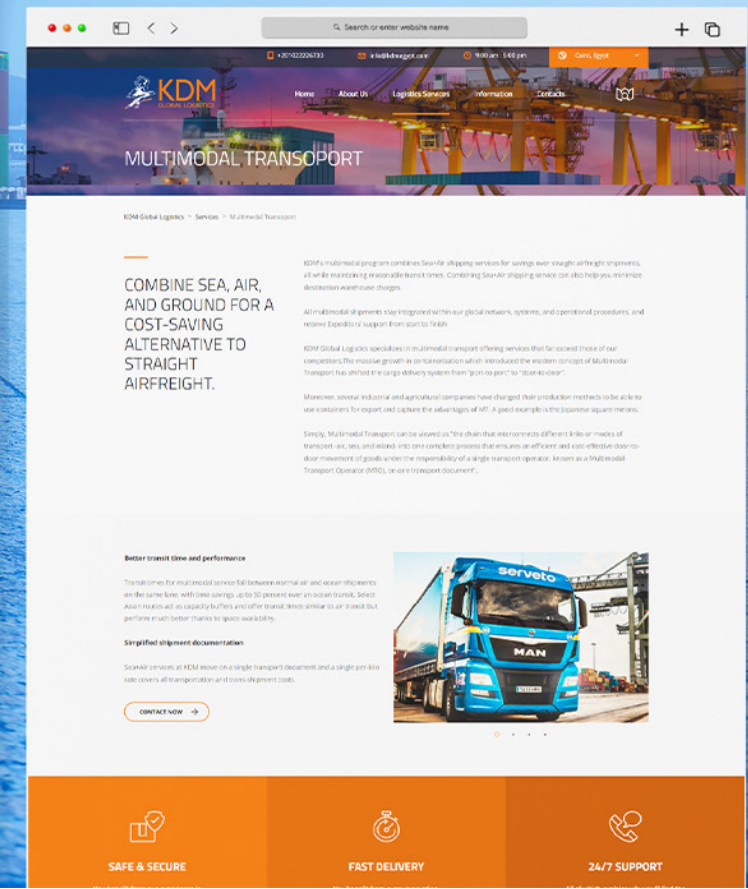 Search or enter website name
+201022226730
info@kdmegypt.com
9:00 am - 5:00 pm
Cairo, Egypt
KDM
GLOBAL LOGISTICS
Home
About Us
Logistics Services
Information
Contacts
MULTIMODAL TRANSOPORT
KDM Global Logistics > Services > Multimodal Transport
COMBINE SEA, AIR,
AND GROUND FOR A
COST-SAVING
ALTERNATIVE TO
STRAIGHT
AIRFREIGHT.
KDM's multimodal program combines Sea+Air shipping services for savings over straight airfreight shipments,
all while maintaining reasonable transit times. Combining Sea+Air shipping service can also help you minimize
destination warehouse charges.
All multimodal shipments stay integrated within our global network, systems, and operational procedures, and
receive Expeditors' support from start to finish
KDM Global Logistics specializes in multimodal transport offering services that far exceed those of our
competitors.The massive growth in containerization which introduced the modern concept of Multimodal
Transport has shifted the cargo delivery system from "port-to-port" to "door-to-door".
Moreover, several industrial and agricultural companies have changed their production methods to be able to
use containers for export and capture the advantages of MT. A good example is the Japanese square melons.
Simply, Multimodal Transport can be viewed as "the chain that interconnects different links or modes of
transport -air, sea, and inland- into one complete process that ensures an efficient and cost-effective door-to-
door movement of goods under the responsibility of a single transport operator, known as a Multimodal
Transport Operator (MTO), on one transport document".
Better transit time and performance
Transit times for multimodal service fall between normal air and ocean shipments
on the same lane, with time savings up to 50 percent over an ocean transit. Select
Asian routes act as capacity buffers and offer transit times similar to air transit but
perform much better thanks to space availability.
Simplified shipment documentation
Sea+Air services at KDM move on a single transport document and a single per-kilo
rate covers all transportation and trans-shipment costs.
CONTACT NOW
serveto
MAN
SAFE & SECURE
FAST DELIVERY
24/7 SUPPORT